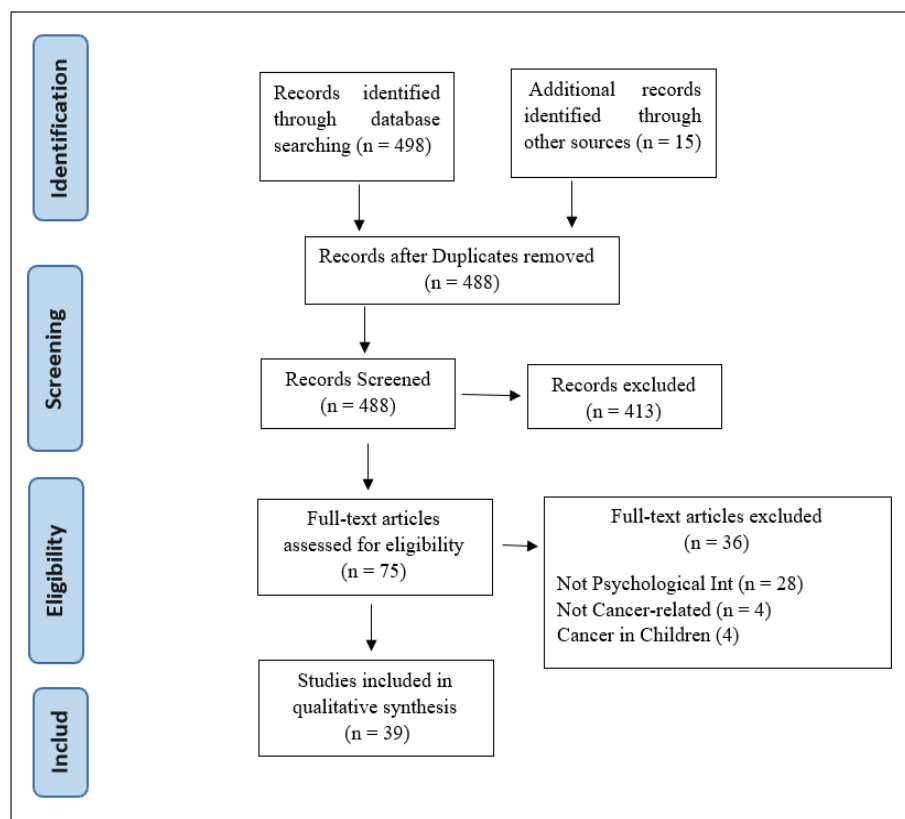 Identification
Records identified
through database
searching (n = 498)
Additional records
identified through
other sources (n = 15)
Records after Duplicates removed
(n = 488)
Screening
Records Screened
(n = 488)
Records excluded
(n = 413)
Eligibility
Full-text articles
assessed for eligibility
(n = 75)
Full-text articles excluded
(n = 36)
Not Psychological Int (n = 28)
Not Cancer-related (n = 4)
Cancer in Children (4)
Includ
Studies included in
qualitative synthesis
(n = 39)